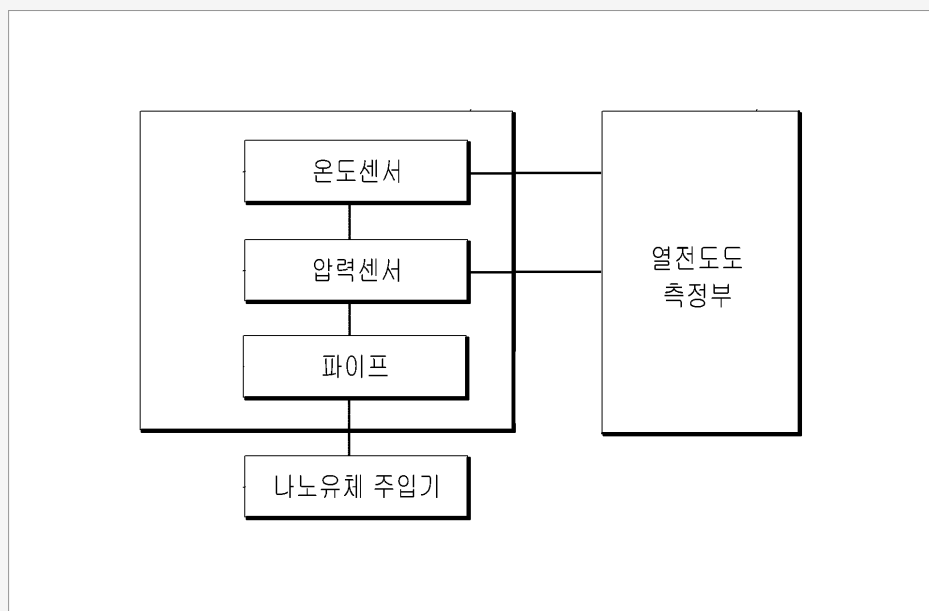 온도센서
압력센서
파이프
나노유체 주입기
열전도도
측정부